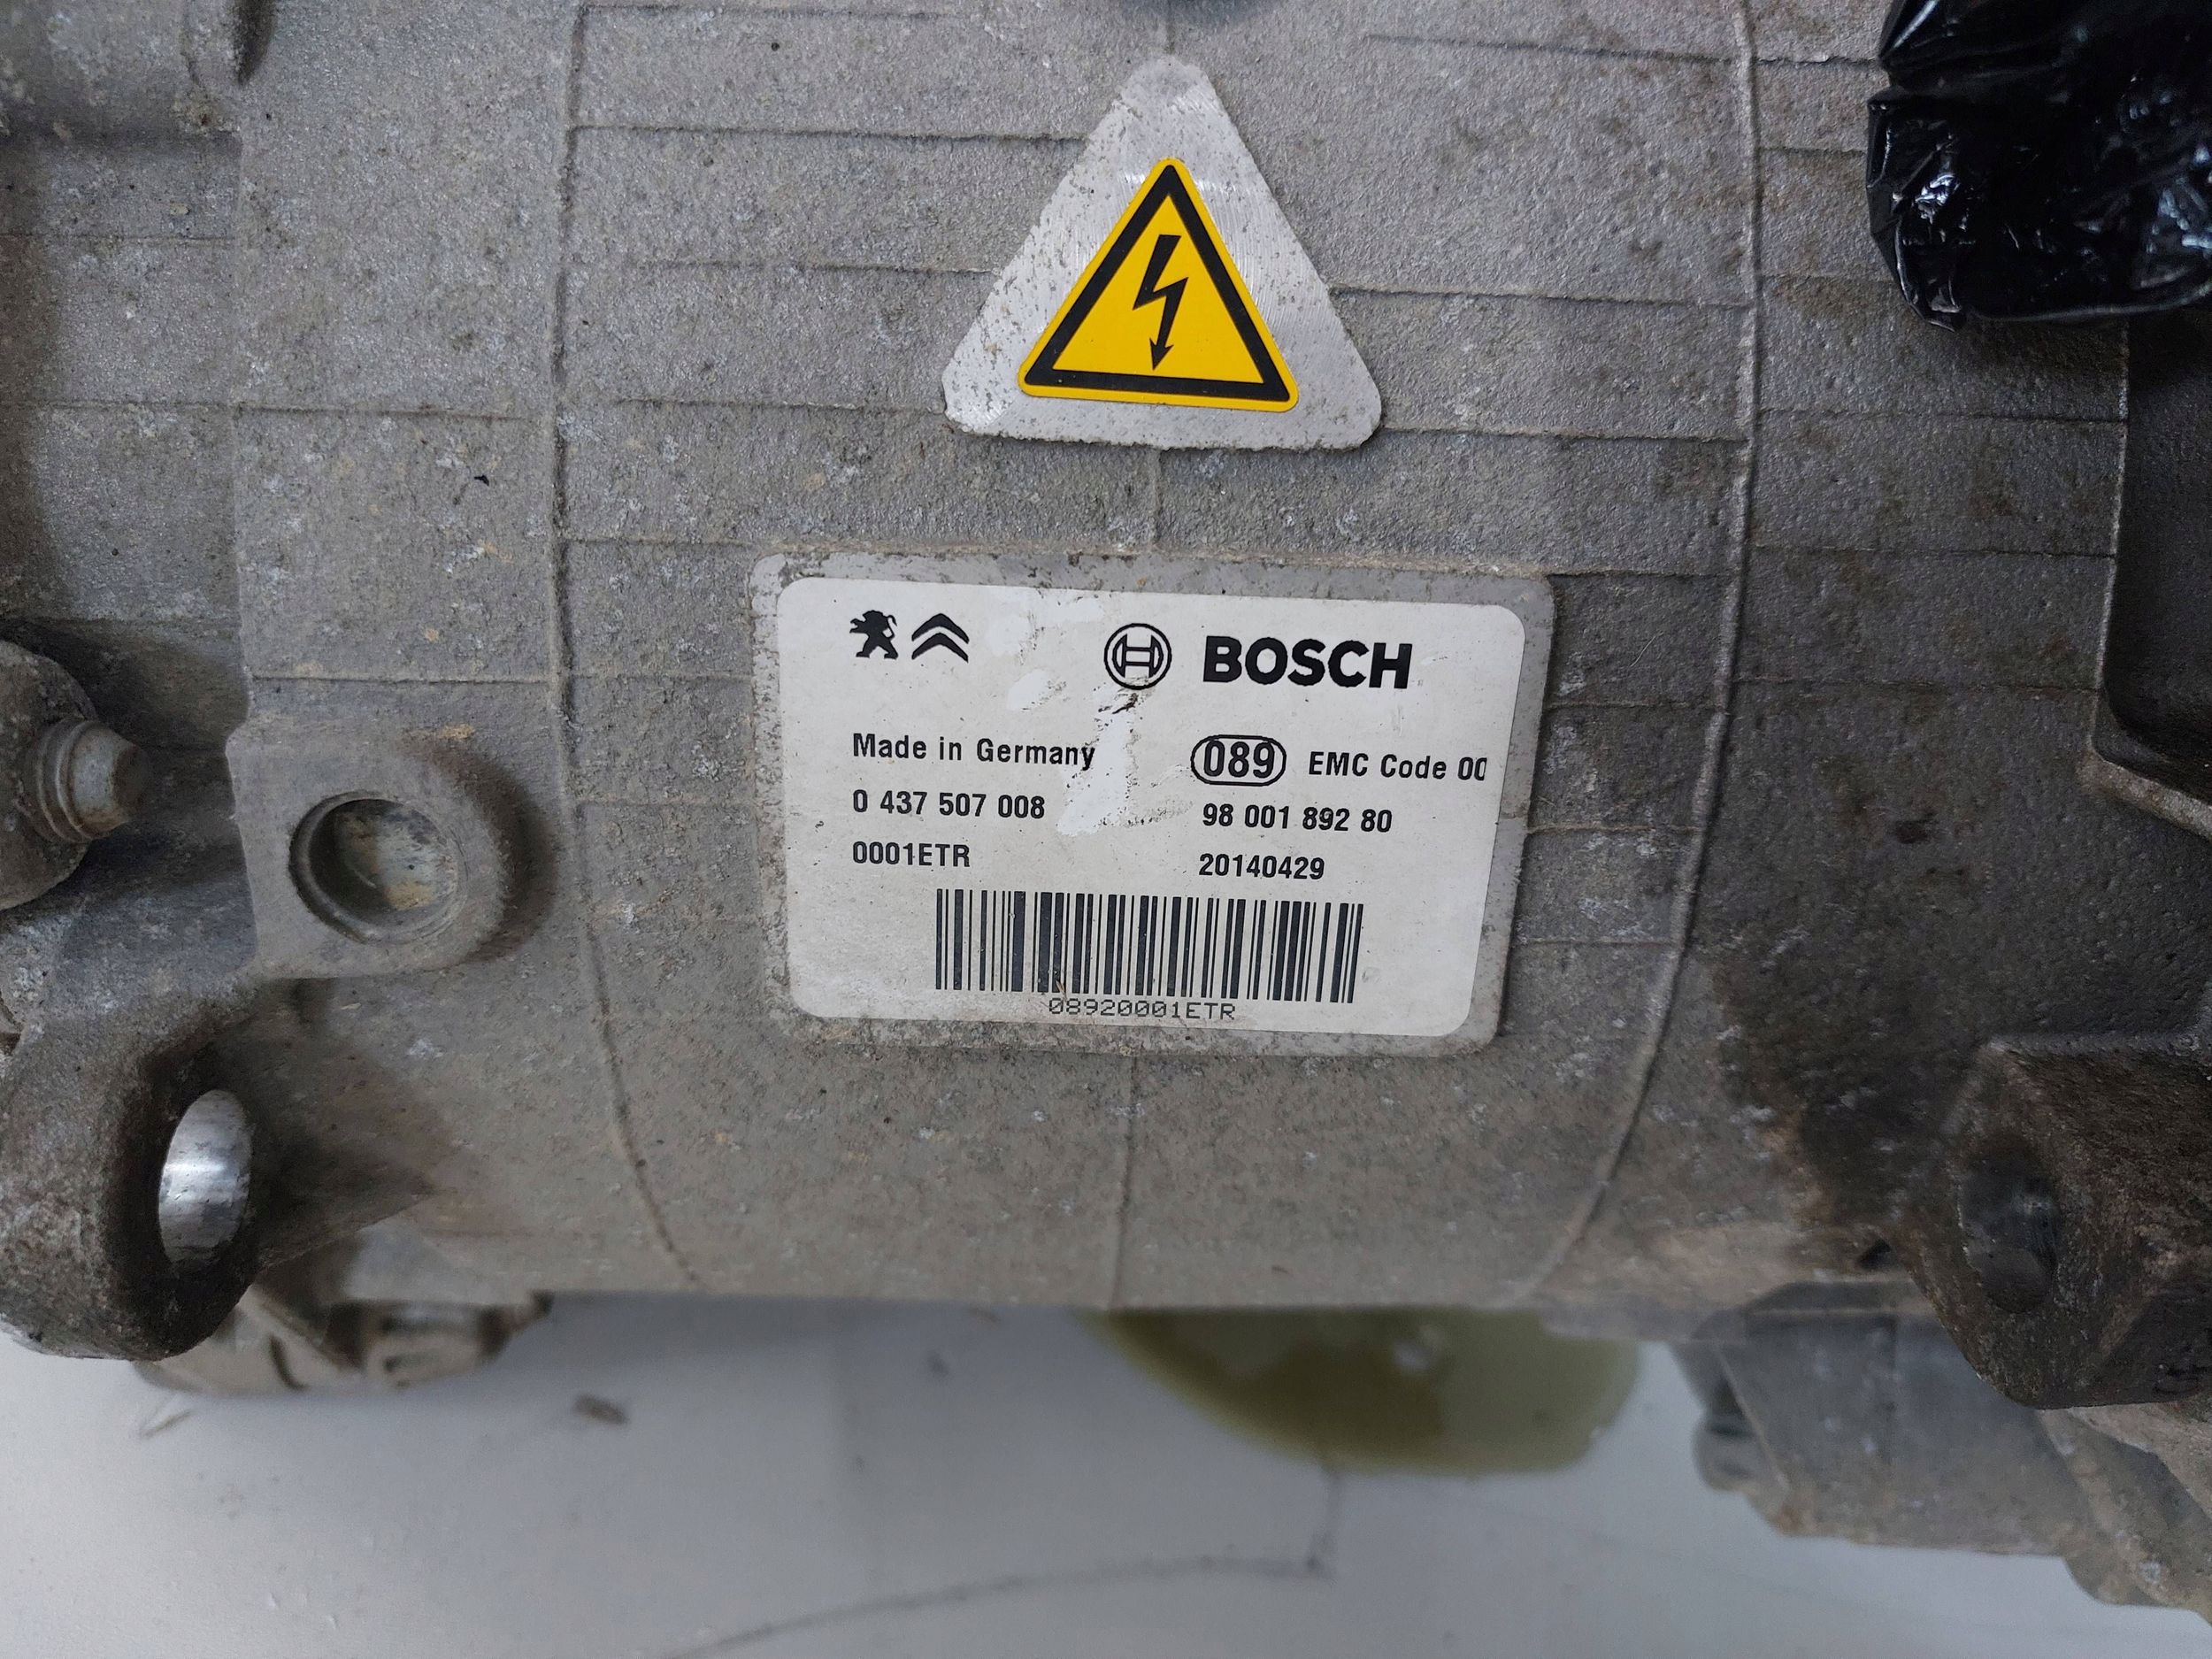 BOSCH
Made in Germany 089 EMC Code 00
0 437 507 008 98 001 892 80
0001ETR 20140429
08920001ETR